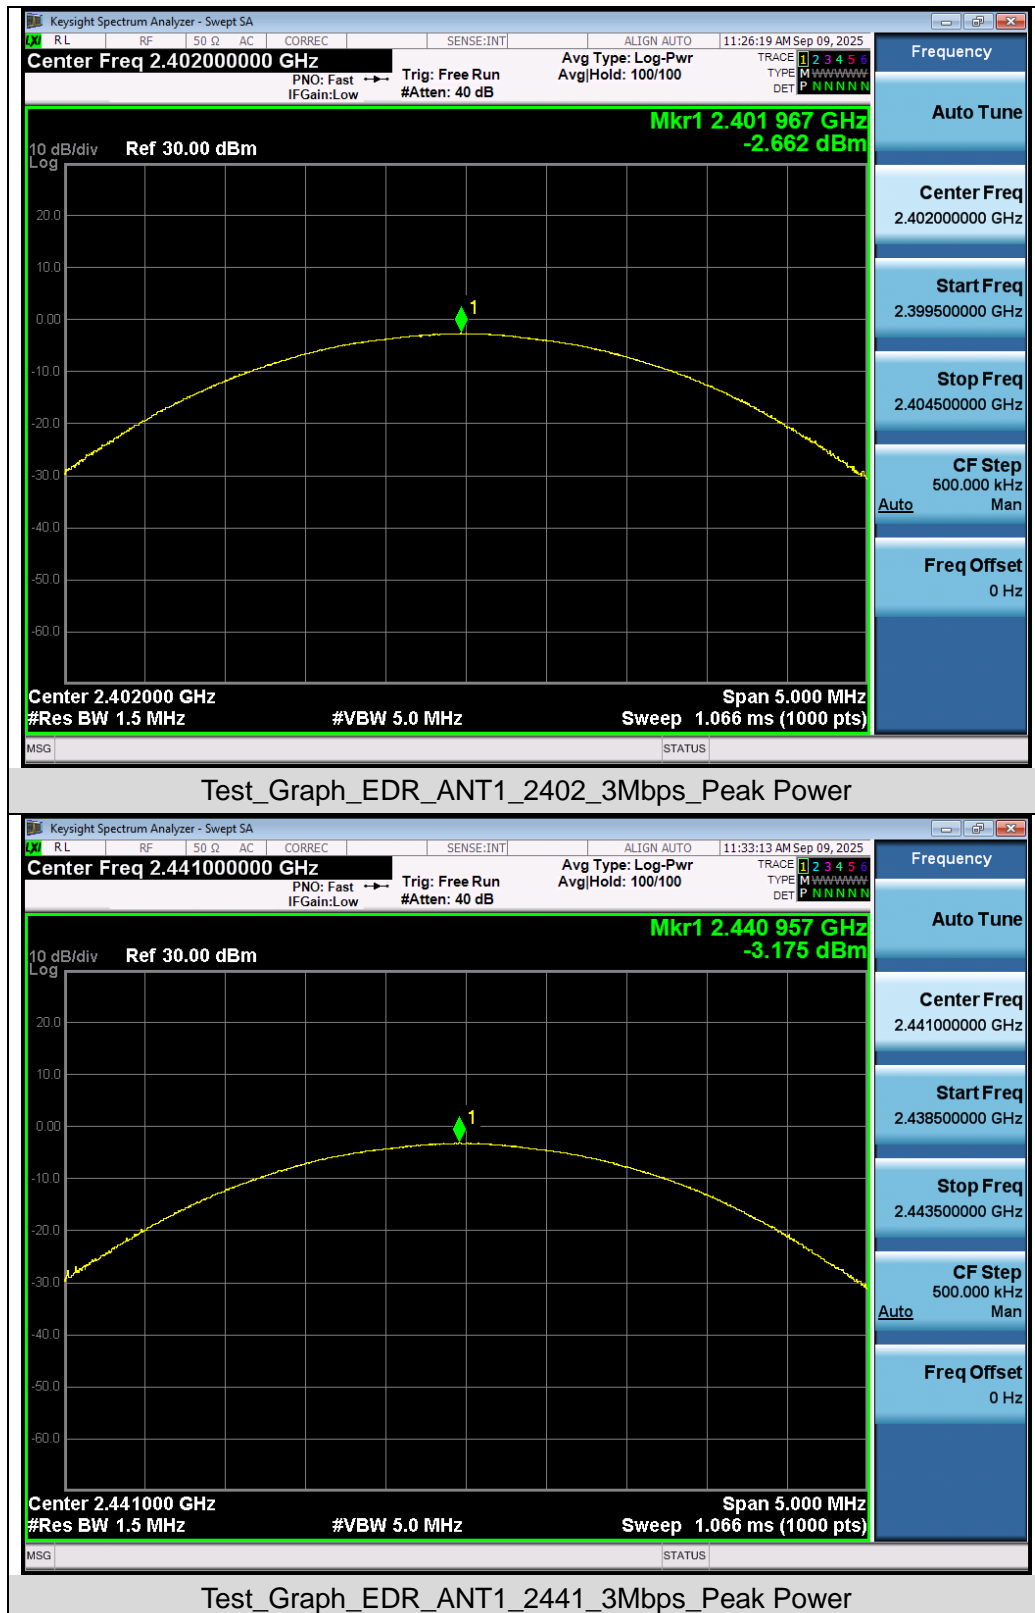 Keysight Spectrum Analyzer - Swept SA
LXI RL RF 50 Ω AC CORREC SENSE:INT ALIGN AUTO 11:26:19 AM Sep 09, 2025
Center Freq 2.402000000 GHz
PNO: Fast
IFGain:Low
Trig: Free Run
#Atten: 40 dB
Avg Type: Log-Pwr
Avg|Hold: 100/100
TRACE 1 2 3 4 5 6
TYPE M WWWWW
DET P N N N N N
Frequency
Auto Tune
Mkr1 2.401 967 GHz
-2.662 dBm
10 dB/div
Log
Ref 30.00 dBm
20.0
10.0
0.00
-10.0
-20.0
-30.0
-40.0
-50.0
-60.0
1
Center Freq
2.402000000 GHz
Start Freq
2.399500000 GHz
Stop Freq
2.404500000 GHz
CF Step
500.000 kHz
Auto Man
Freq Offset
0 Hz
Center 2.402000 GHz Span 5.000 MHz
#Res BW 1.5 MHz #VBW 5.0 MHz Sweep 1.066 ms (1000 pts)
MSG STATUS
Test_Graph_EDR_ANT1_2402_3Mbps_Peak Power
Keysight Spectrum Analyzer - Swept SA
LXI RL RF 50 Ω AC CORREC SENSE:INT ALIGN AUTO 11:33:13 AM Sep 09, 2025
Center Freq 2.441000000 GHz
PNO: Fast
IFGain:Low
Trig: Free Run
#Atten: 40 dB
Avg Type: Log-Pwr
Avg|Hold: 100/100
TRACE 1 2 3 4 5 6
TYPE M WWWWW
DET P N N N N N
Frequency
Auto Tune
Mkr1 2.440 957 GHz
-3.175 dBm
10 dB/div
Log
Ref 30.00 dBm
20.0
10.0
0.00
-10.0
-20.0
-30.0
-40.0
-50.0
-60.0
1
Center Freq
2.441000000 GHz
Start Freq
2.438500000 GHz
Stop Freq
2.443500000 GHz
CF Step
500.000 kHz
Auto Man
Freq Offset
0 Hz
Center 2.441000 GHz Span 5.000 MHz
#Res BW 1.5 MHz #VBW 5.0 MHz Sweep 1.066 ms (1000 pts)
MSG STATUS
Test_Graph_EDR_ANT1_2441_3Mbps_Peak Power